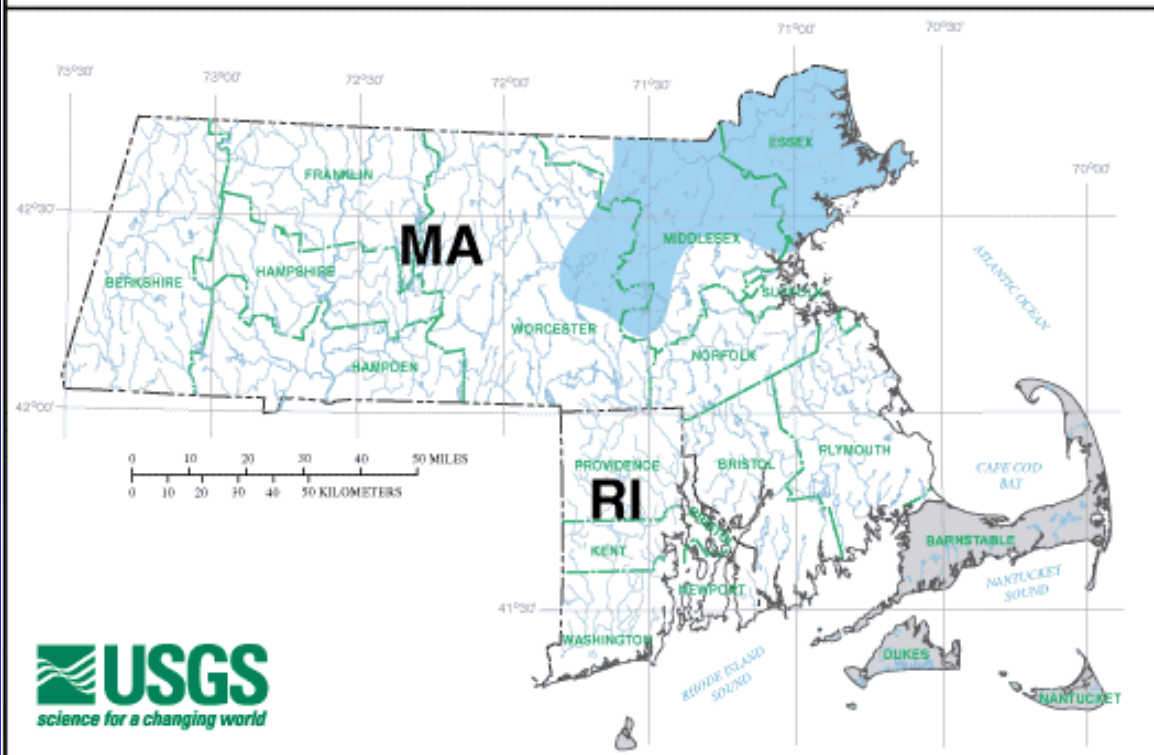 71°00'
70°30'
73°30'
73°00'
72°30'
72°00'
71°30'
ESSEX
70°00'
FRANKLIN
42°30'
MIDDLESEX
MA
HAMPSHIRE
BERKSHIRE
ATLANTIC OCEAN
SUFFOLK
WORCESTER
NORFOLK
HAMPDEN
42°00'
PROVIDENCE
BRISTOL
PLYMOUTH
0 10 20 30 40 50 MILES
0 10 20 30 40 50 KILOMETERS
CAPE COD
BAY
RI
BRISTOL
KENT
BARNSTABLE
NANTUCKET
SOUND
NEWPORT
41°30'
WASHINGTON
DUKES
RHODE ISLAND
SOUND
NANTUCKET
USGS
science for a changing world